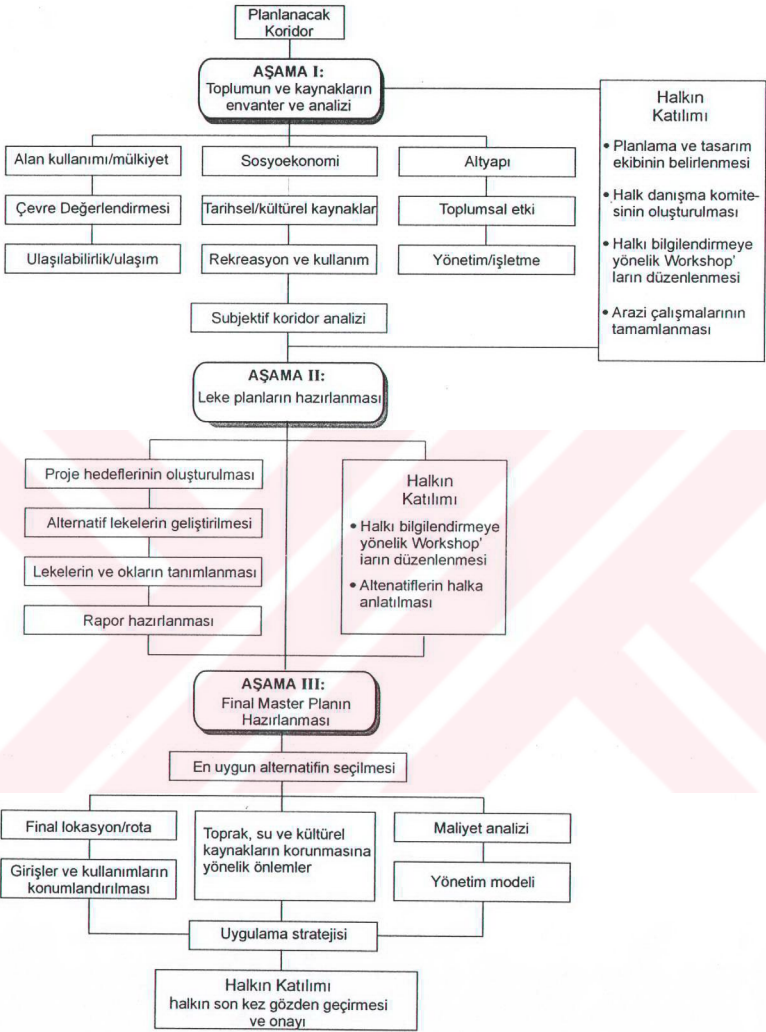 Planlanacak
Koridor
AŞAMA I:
Toplumun ve kaynakların
envanter ve analizi
Halkın
Katılımı
• Planlama ve tasarım
ekibinin belirlenmesi
• Halk danışma komite-
sinin oluşturulması
• Halkı bilgilendirmeye
yönelik Workshop'
ların düzenlenmesi
• Arazi çalışmalarının
tamamlanması
Alan kullanımı/mülkiyet
Sosyoekonomi
Altyapı
Çevre Değerlendirmesi
Tarihsel/kültürel kaynaklar
Toplumsal etki
Ulaşılabilirlik/ulaşım
Rekreasyon ve kullanım
Yönetim/işletme
Subjektif koridor analizi
AŞAMA II:
Leke planların hazırlanması
Proje hedeflerinin oluşturulması
Alternatif lekelerin geliştirilmesi
Lekelerin ve okların tanımlanması
Rapor hazırlanması
Halkın
Katılımı
• Halkı bilgilendirmeye
yönelik Workshop'
ların düzenlenmesi
• Altenatiflerin halka
anlatılması
AŞAMA III:
Final Master Planın
Hazırlanması
En uygun alternatifin seçilmesi
Final lokasyon/rota
Toprak, su ve kültürel
kaynakların korunmasına
yönelik önlemler
Maliyet analizi
Girişler ve kullanımların
konumlandırılması
Yönetim modeli
Uygulama stratejisi
Halkın Katılımı
halkın son kez gözden geçirmesi
ve onayı